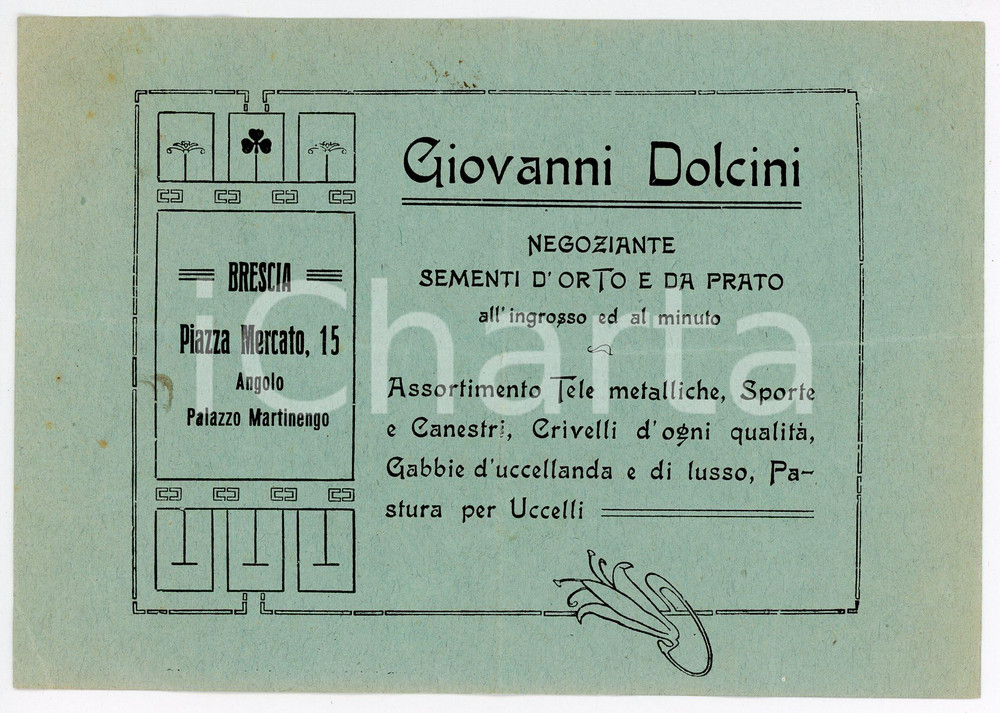 Giovanni Dolcini
NEGOZIANTE
SEMENTI D'ORTO E DA PRATO
all'ingrosso ed al minuto
Assortimento Tele metalliche, Sporte
e Canestri, Crivelli d'ogni qualità,
Gabbie d'uccellanda e di lusso, Pa-
stura per Uccelli
BRESCIA
Piazza Mercato, 15
Angolo
Palazzo Martinengo
iCharta